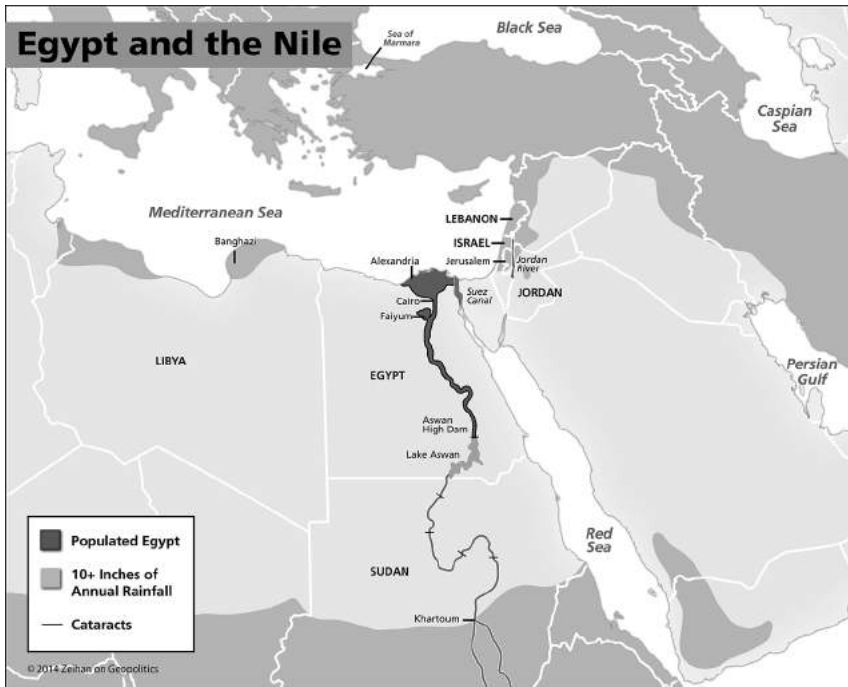 Egypt and the Nile
Sea of
Marmara
Black Sea
Caspian
Sea
Mediterranean Sea
Banghazi
LEBANON
ISRAEL
Alexandria
Jerusalem
Jordan
River
Suez
Canal
JORDAN
Cairo
Faiyum
LIBYA
EGYPT
Persian
Gulf
Aswan
High Dam
Lake Aswan
Red
Sea
SUDAN
Khartoum
Populated Egypt
10+ Inches of
Annual Rainfall
Cataracts
© 2014 Zeihan on Geopolitics